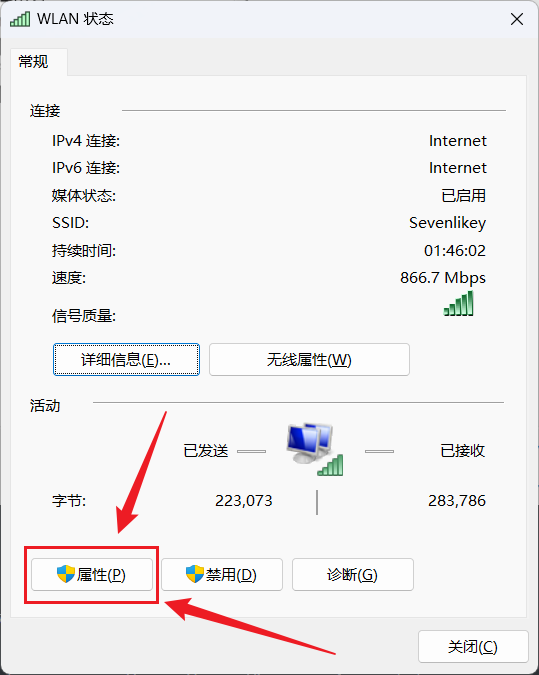 WLAN 状态
常规
连接
IPv4 连接: Internet
IPv6 连接: Internet
媒体状态: 已启用
SSID: Sevenlikey
持续时间: 01:46:02
速度: 866.7 Mbps
信号质量:
详细信息(E)... 无线属性(W)
活动
已发送 已接收
字节: 223,073 283,786
属性(P) 禁用(D) 诊断(G)
关闭(C)